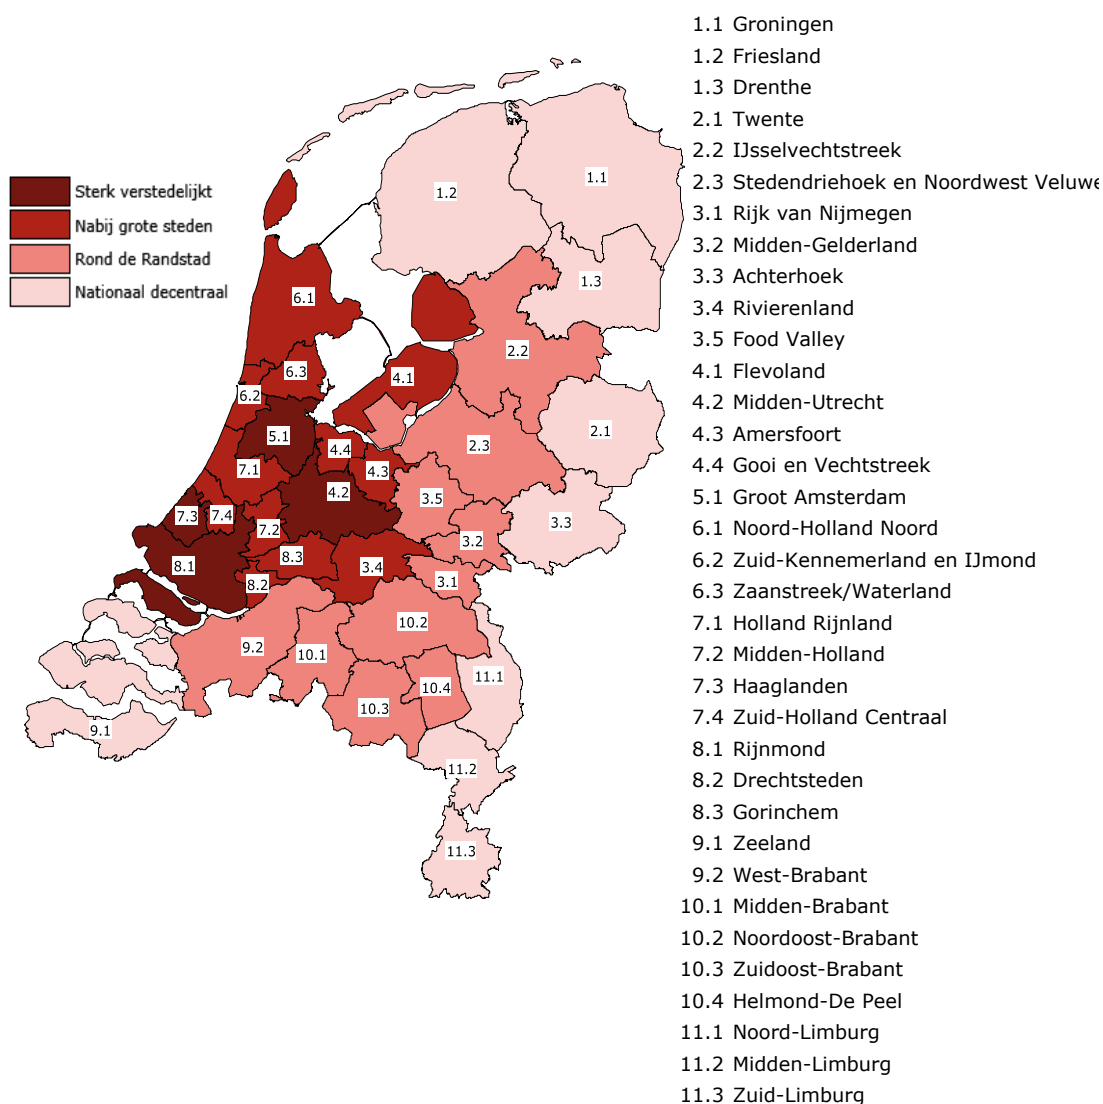 Sterk verstedelijkt
Nabij grote steden
Rond de Randstad
Nationaal decentraal
1.1
1.2
1.3
6.1
2.2
6.3
4.1
6.2
5.1
2.1
4.4
2.3
7.1
4.3
4.2
3.5
7.3
7.4
7.2
3.3
3.2
8.3
8.1
3.4
8.2
3.1
10.2
9.2
10.1
11.1
10.4
10.3
9.1
11.2
11.3
1.1 Groningen
1.2 Friesland
1.3 Drenthe
2.1 Twente
2.2 IJsselvechtstreek
2.3 Stedendriehoek en Noordwest Veluwe
3.1 Rijk van Nijmegen
3.2 Midden-Gelderland
3.3 Achterhoek
3.4 Rivierenland
3.5 Food Valley
4.1 Flevoland
4.2 Midden-Utrecht
4.3 Amersfoort
4.4 Gooi en Vechtstreek
5.1 Groot Amsterdam
6.1 Noord-Holland Noord
6.2 Zuid-Kennemerland en IJmond
6.3 Zaanstreek/Waterland
7.1 Holland Rijnland
7.2 Midden-Holland
7.3 Haaglanden
7.4 Zuid-Holland Centraal
8.1 Rijnmond
8.2 Drechtsteden
8.3 Gorinchem
9.1 Zeeland
9.2 West-Brabant
10.1 Midden-Brabant
10.2 Noordoost-Brabant
10.3 Zuidoost-Brabant
10.4 Helmond-De Peel
11.1 Noord-Limburg
11.2 Midden-Limburg
11.3 Zuid-Limburg